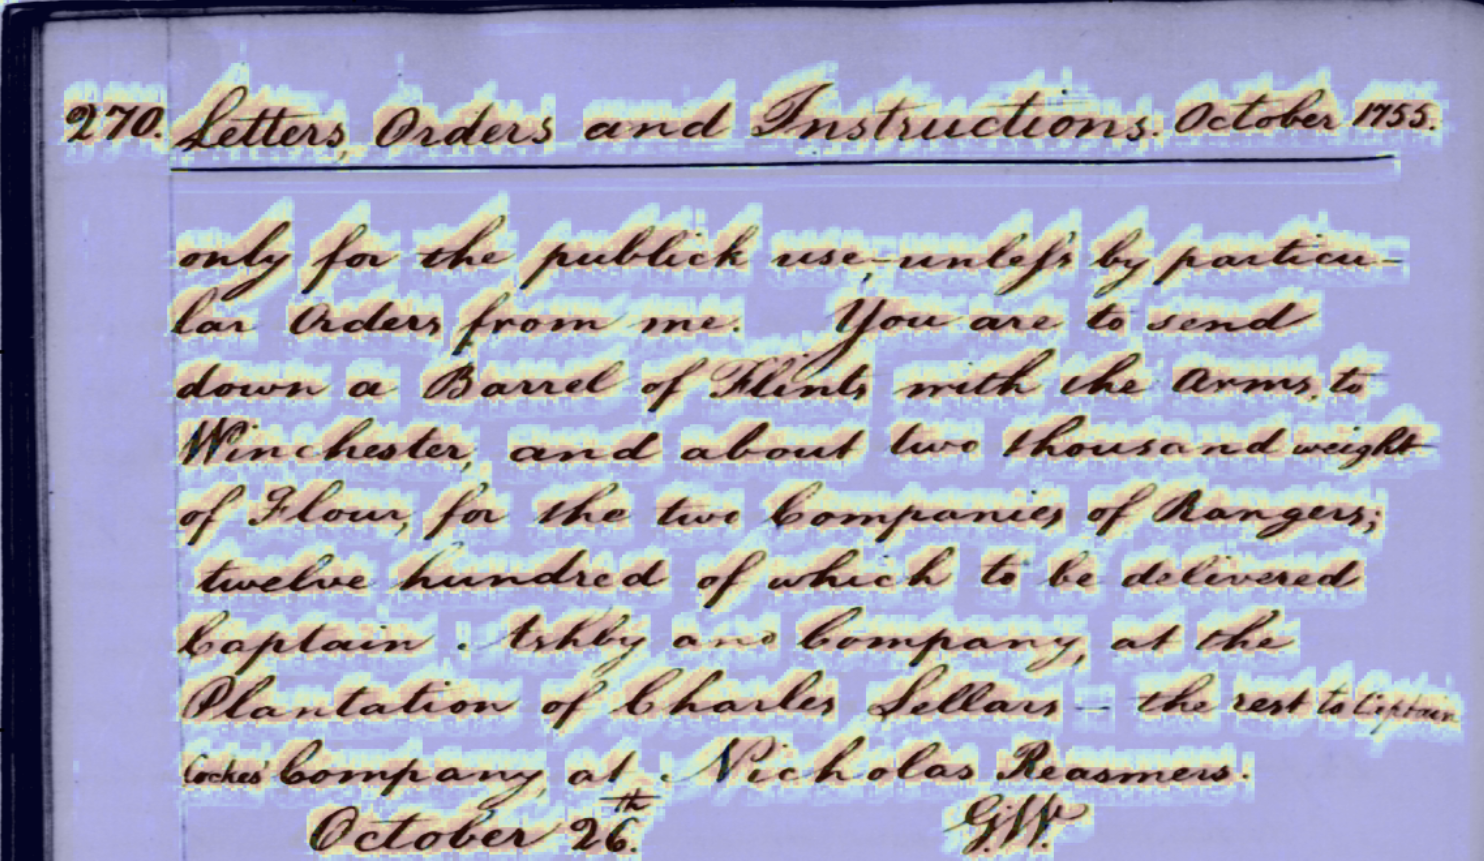 270. Letters, Orders and Instructions. October 1755.
only for the publick use,-unless by particu-
lar Orders from me. You are to send
down a Barrel of Flints with the Arms, to
Winchester, and about two thousand weight
of Flour, for the two Companies of Rangers;
twelve hundred of which to be delivered
Captain Ashby and Company, at the
Plantation of Charles Sellars - the rest to Captain
Cockes' Company, at Nicholas Reasmers.
October 26th. G.W.